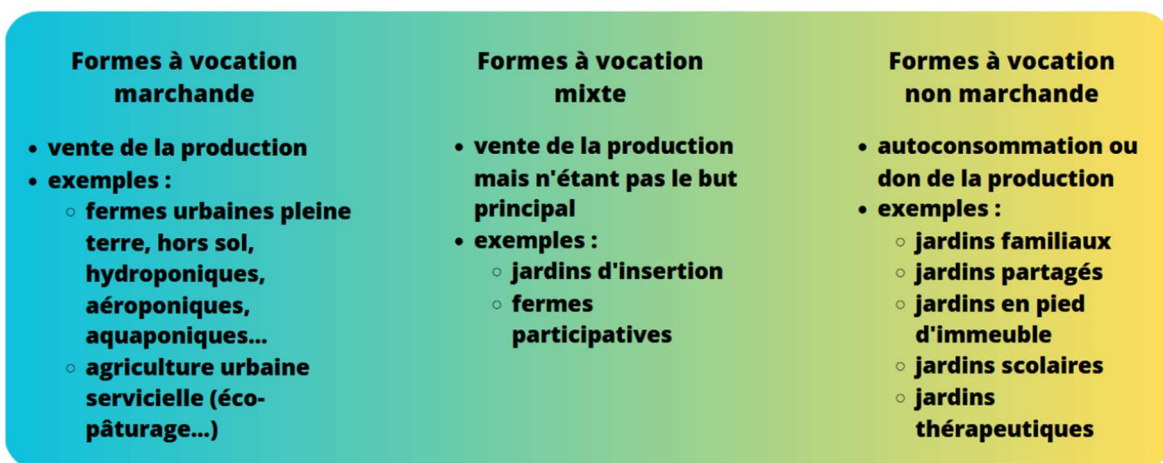 Formes à vocation
marchande
• vente de la production
• exemples :
◦ fermes urbaines pleine
terre, hors sol,
hydroponiques,
aéroponiques,
aquaponiques...
◦ agriculture urbaine
servicielle (éco-
pâturage...)
Formes à vocation
mixte
• vente de la production
mais n'étant pas le but
principal
• exemples :
◦ jardins d'insertion
◦ fermes
participatives
Formes à vocation
non marchande
• autoconsommation ou
don de la production
• exemples :
◦ jardins familiaux
◦ jardins partagés
◦ jardins en pied
d'immeuble
◦ jardins scolaires
◦ jardins
thérapeutiques